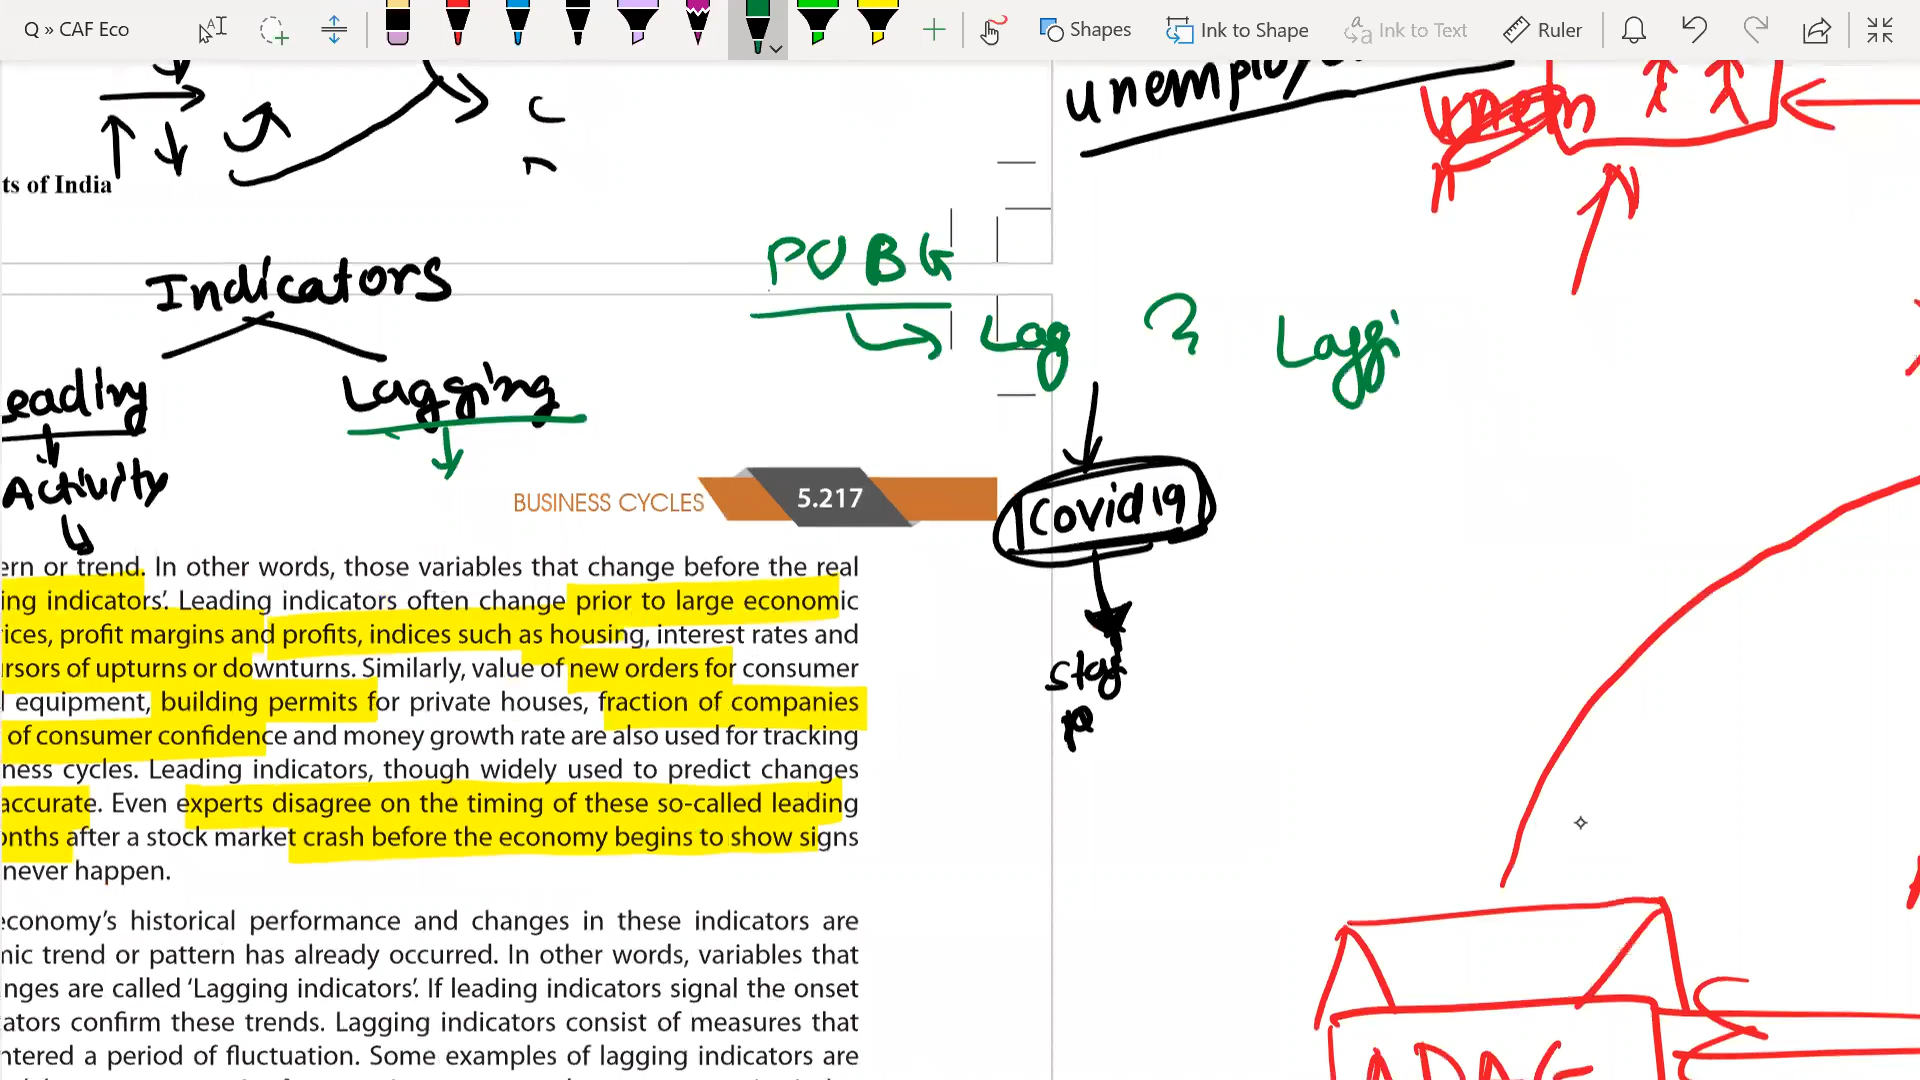 Q » CAF Eco
Shapes
Ink to Shape
Ink to Text
Ruler
ts of India
Indicators
eading
Lagging
Activity
PUBG
Lag
Laggi
Covid 19
BUSINESS CYCLES 5.217
ern or trend. In other words, those variables that change before the real
ing indicators’. Leading indicators often change prior to large economic
ices, profit margins and profits, indices such as housing, interest rates and
rsors of upturns or downturns. Similarly, value of new orders for consumer
l equipment, building permits for private houses, fraction of companies
of consumer confidence and money growth rate are also used for tracking
ness cycles. Leading indicators, though widely used to predict changes
accurate. Even experts disagree on the timing of these so-called leading
onths after a stock market crash before the economy begins to show signs
never happen.
economy’s historical performance and changes in these indicators are
mic trend or pattern has already occurred. In other words, variables that
nges are called ‘Lagging indicators’. If leading indicators signal the onset
ators confirm these trends. Lagging indicators consist of measures that
ntered a period of fluctuation. Some examples of lagging indicators are